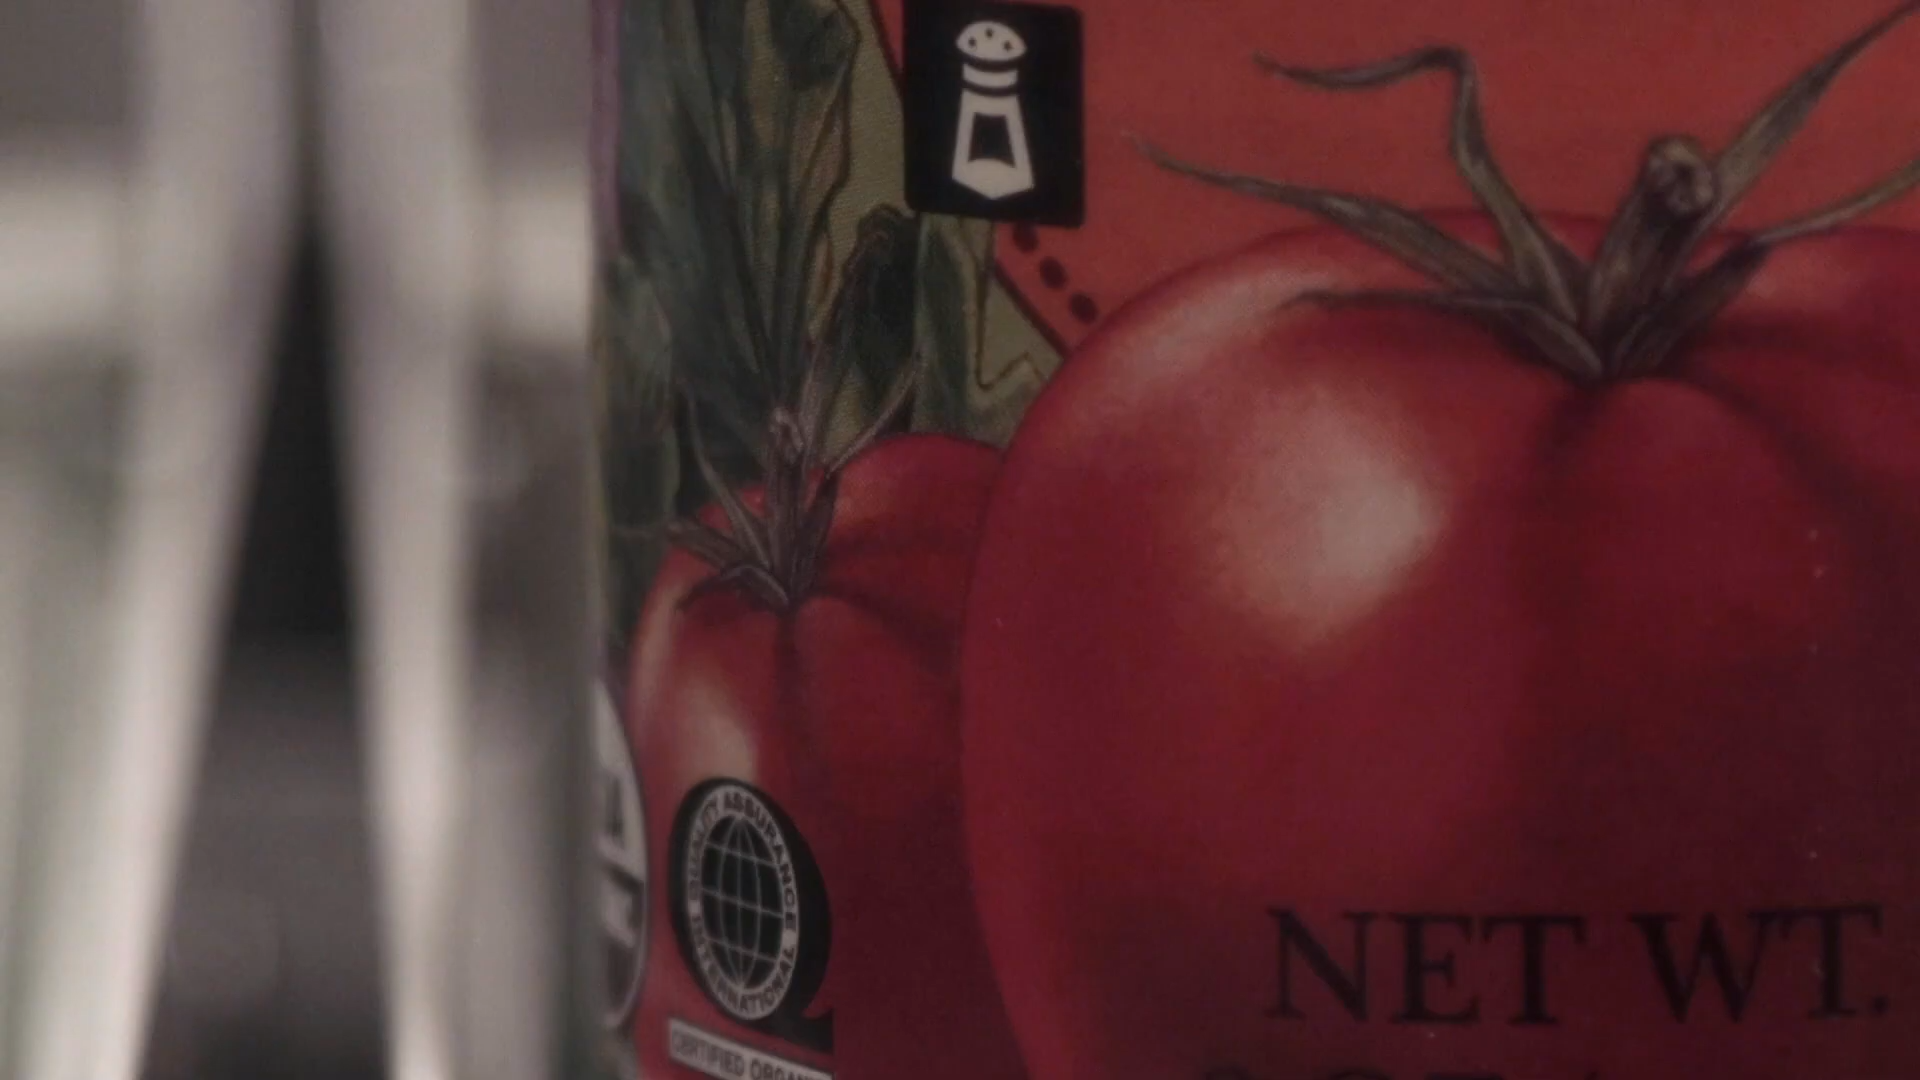 QUALITY ASSURANCE INTERNATIONAL
CERTIFIED ORGANIC
NET WT.